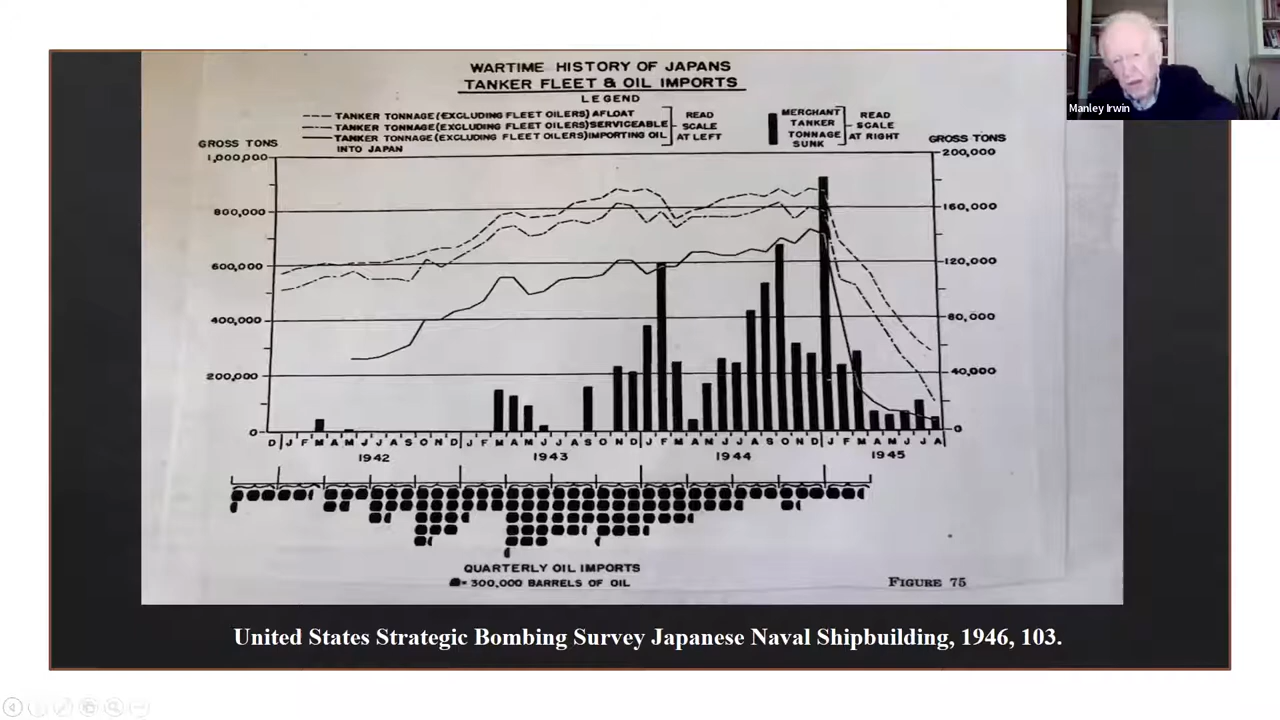 Manley Irwin
WARTIME HISTORY OF JAPANS
TANKER FLEET & OIL IMPORTS
LEGEND
TANKER TONNAGE (EXCLUDING FLEET OILERS) AFLOAT
TANKER TONNAGE (EXCLUDING FLEET OILERS) SERVICEABLE
TANKER TONNAGE (EXCLUDING FLEET OILERS) IMPORTING OIL
INTO JAPAN
READ
SCALE
AT LEFT
MERCHANT
TANKER
TONNAGE
SUNK
READ
SCALE
AT RIGHT
GROSS TONS
GROSS TONS
1,000,000
800,000
600,000
400,000
200,000
0
200,000
160,000
120,000
80,000
40,000
0
D J F M A M J J A S O N D J F M A M J J A S O N D J F M A M J J A S O N D J F M A M J J A
1942 1943 1944 1945
QUARTERLY OIL IMPORTS
= 300,000 BARRELS OF OIL
FIGURE 75
United States Strategic Bombing Survey Japanese Naval Shipbuilding, 1946, 103.